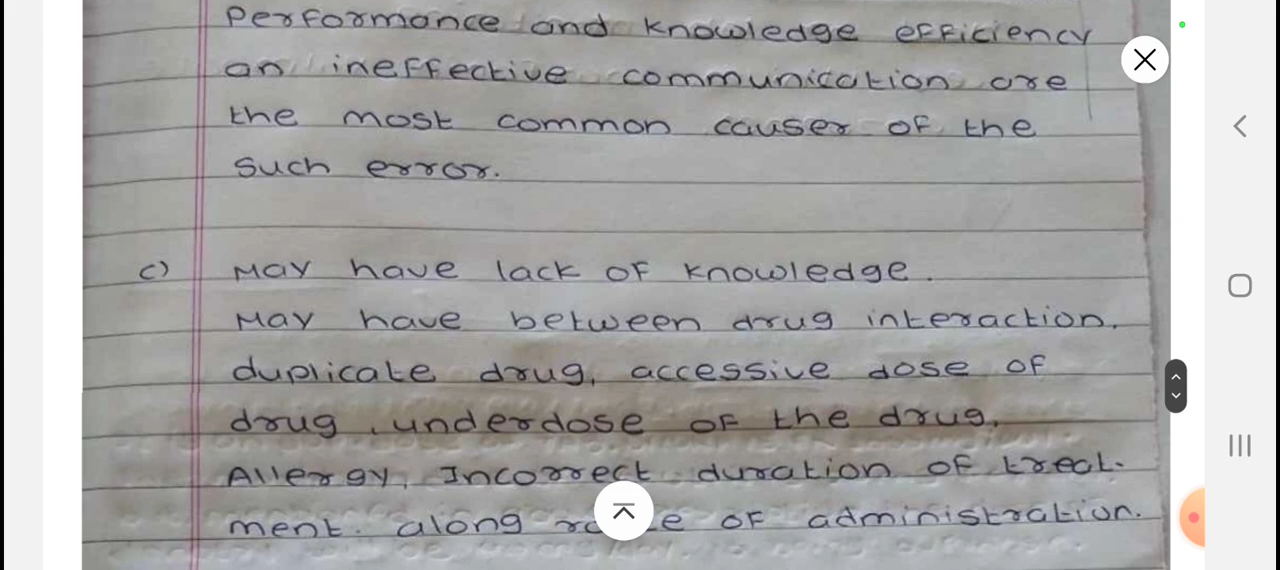 Performance and knowledge efficiency
an ineffective communication are
the most common causer of the
such error.
c) May have lack of knowledge.
May have between drug interaction,
duplicate drug, accessive dose of
drug, underdose of the drug,
Allergy, Incorrect duration of treat-
ment. along of administration.